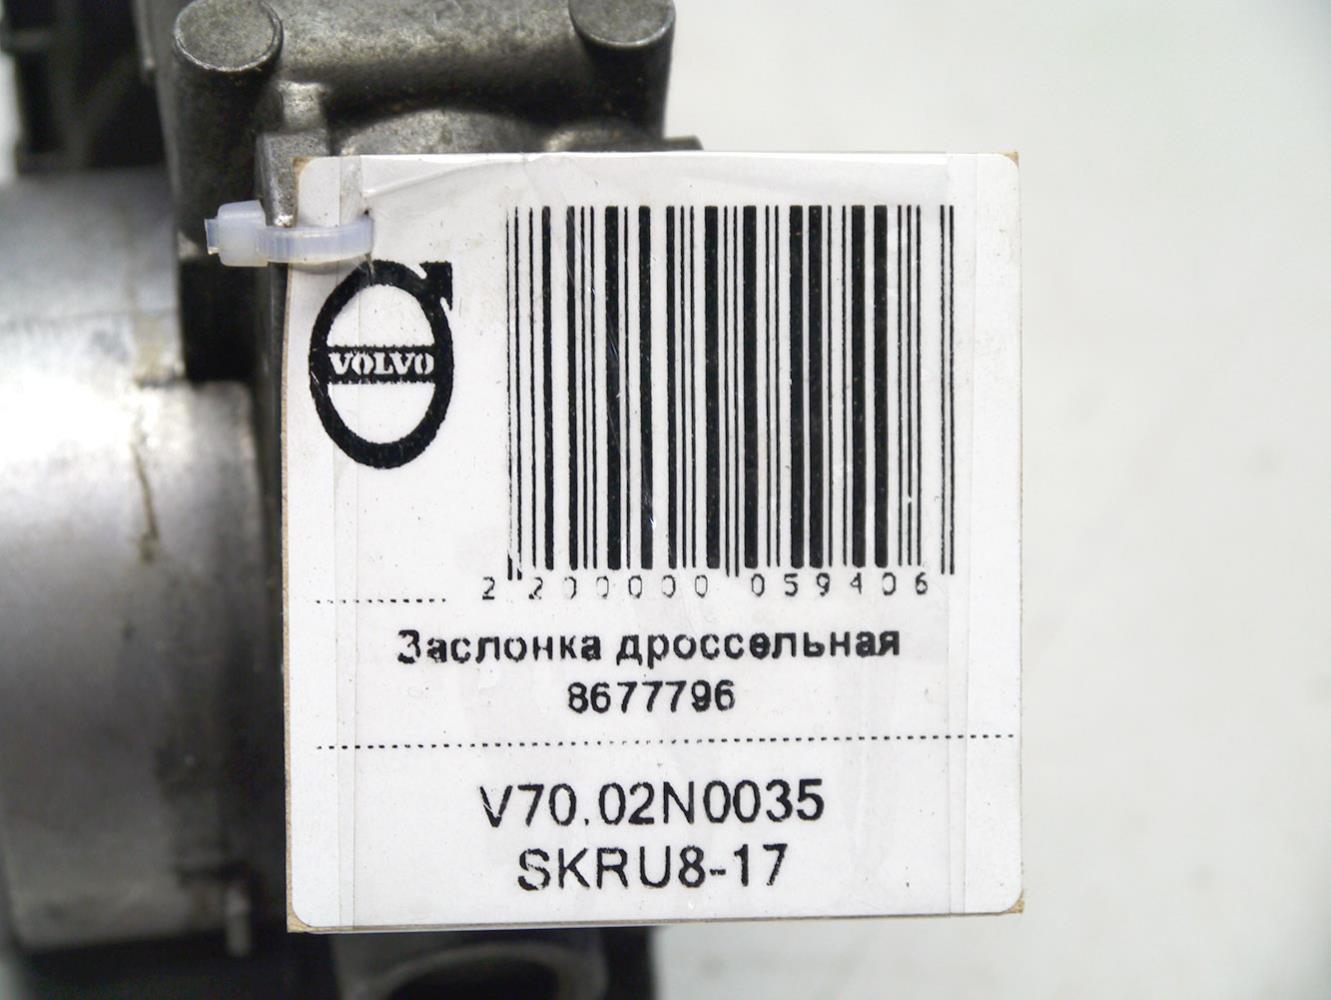 VOLVO
2 200000 059406
Заслонка дроссельная
8677796
V70.02N0035
SKRU8-17